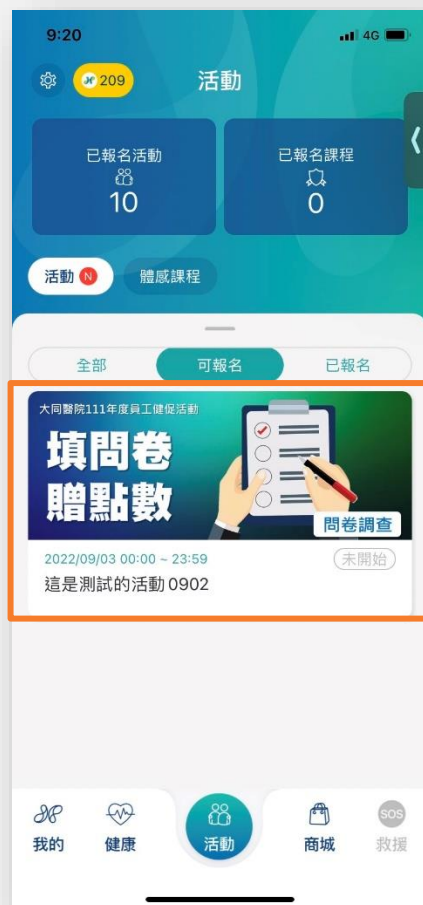 9:20
4G
209
活動
已報名活動
10
已報名課程
0
活動 N
體感課程
全部
可報名
已報名
大同醫院111年度員工健促活動
填問卷
贈點數
問卷調查
2022/09/03 00:00 ~ 23:59
未開始
這是測試的活動 0902
我的
健康
活動
商城
SOS
救援